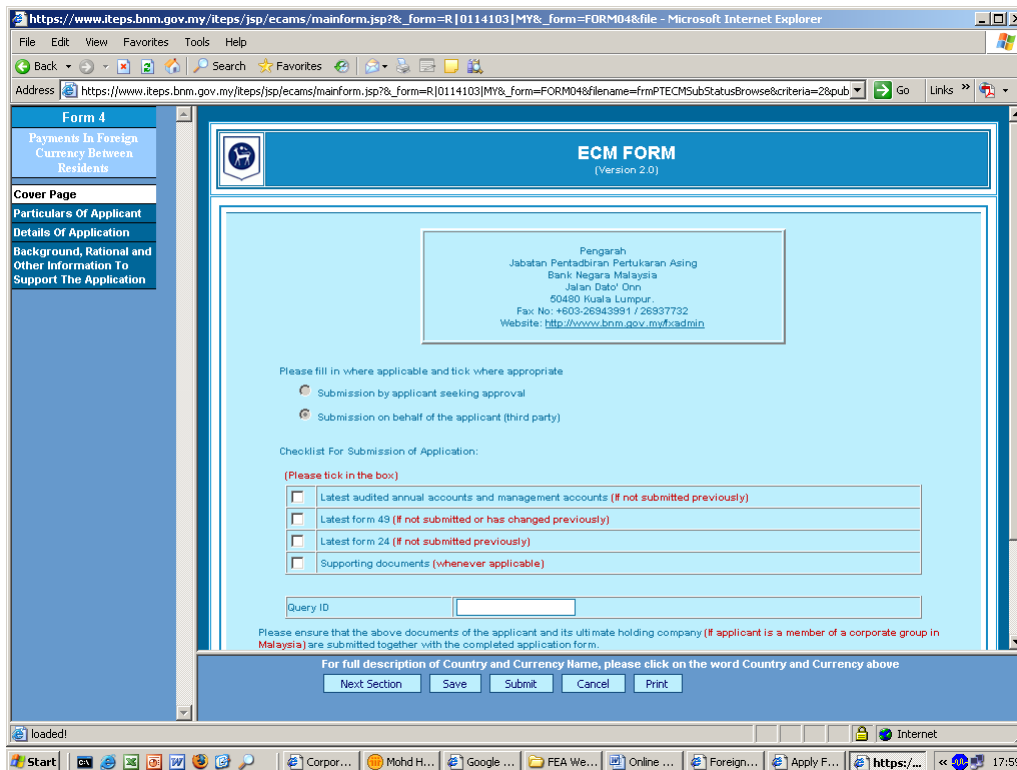 https://www.iteps.bnm.gov.my/iteps/jsp/ecams/mainform.jsp?&_form=R|0114103|MY&_form=FORM04&file - Microsoft Internet Explorer
File Edit View Favorites Tools Help
Back Search Favorites
Address https://www.iteps.bnm.gov.my/iteps/jsp/ecams/mainform.jsp?&_form=R|0114103|MY&_form=FORM04&filename=frmPTECMSubStatusBrowse&criteria=2&pub Go Links »
Form 4
Payments In Foreign
Currency Between
Residents
Cover Page
Particulars Of Applicant
Details Of Application
Background, Rational and
Other Information To
Support The Application
ECM FORM
(Version 2.0)
Pengarah
Jabatan Pentadbiran Pertukaran Asing
Bank Negara Malaysia
Jalan Dato' Onn
50480 Kuala Lumpur.
Fax No: +603-26943991 / 26937732
Website: http://www.bnm.gov.my/fxadmin
Please fill in where applicable and tick where appropriate
Submission by applicant seeking approval
Submission on behalf of the applicant (third party)
Checklist For Submission of Application:
(Please tick in the box)
Latest audited annual accounts and management accounts (If not submitted previously)
Latest form 49 (If not submitted or has changed previously)
Latest form 24 (If not submitted previously)
Supporting documents (whenever applicable)
Query ID
Please ensure that the above documents of the applicant and its ultimate holding company (If applicant is a member of a corporate group in
Malaysia) are submitted together with the completed application form.
For full description of Country and Currency Name, please click on the word Country and Currency above
Next Section Save Submit Cancel Print
loaded! Internet
Start Corpor... Mohd H... Google ... FEA We... Online ... Foreign... Apply F... https:/... « 17:59